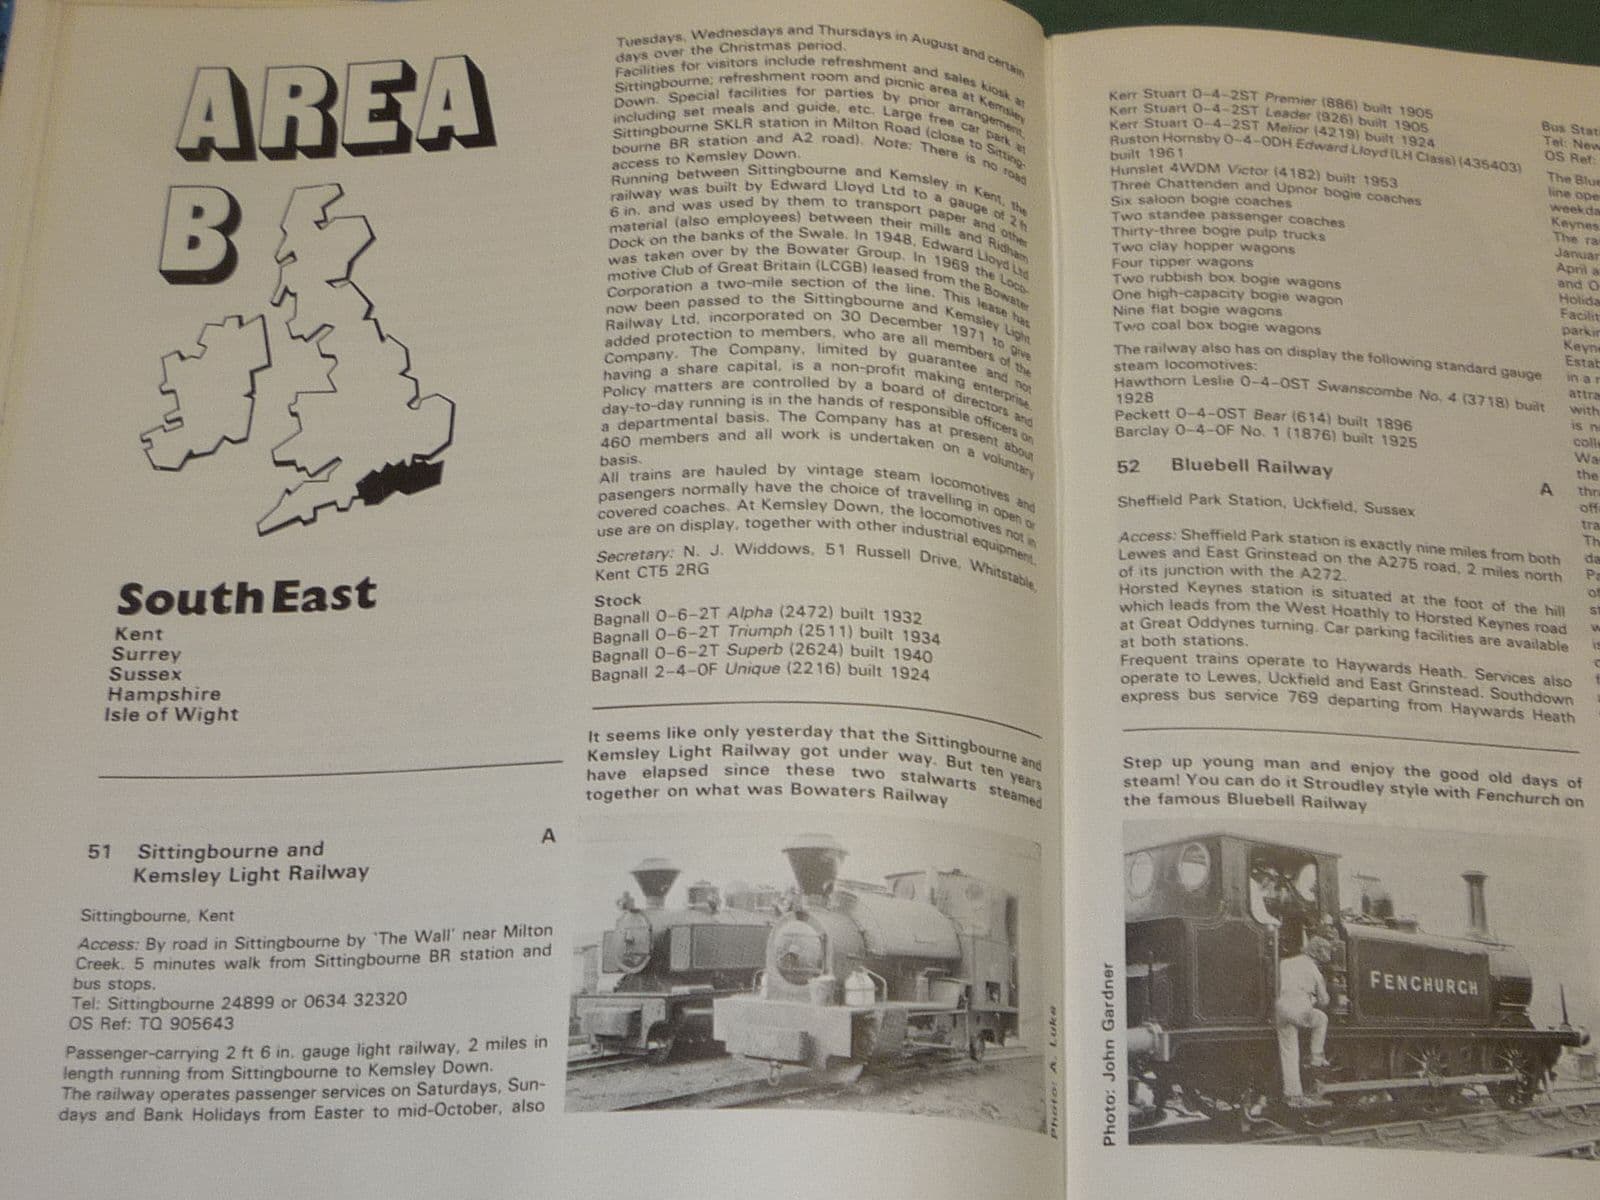 AREA
B
South East
Kent
Surrey
Sussex
Hampshire
Isle of Wight
A
51 Sittingbourne and
Kemsley Light Railway
Sittingbourne, Kent
Access: By road in Sittingbourne by 'The Wall' near Milton
Creek. 5 minutes walk from Sittingbourne BR station and
bus stops.
Tel: Sittingbourne 24899 or 0634 32320
OS Ref: TQ 905643
Passenger-carrying 2 ft 6 in. gauge light railway, 2 miles in
length running from Sittingbourne to Kemsley Down.
The railway operates passenger services on Saturdays, Sun-
days and Bank Holidays from Easter to mid-October, also
Tuesdays, Wednesdays and Thursdays in August and certain
days over the Christmas period.
Facilities for visitors include refreshment and sales kiosk at
Sittingbourne; refreshment room and picnic area at Kemsley
Down. Special facilities for parties by prior arrangement,
including set meals and guide, etc. Large free car park at
Sittingbourne SKLR station in Milton Road (close to Sitting-
bourne BR station and A2 road). Note: There is no road
access to Kemsley Down.
Running between Sittingbourne and Kemsley in Kent, the
railway was built by Edward Lloyd Ltd to a gauge of 2 ft
6 in. and was used by them to transport paper and other
material (also employees) between their mills and Ridham
Dock on the banks of the Swale. In 1948, Edward Lloyd Ltd
was taken over by the Bowater Group. In 1969 the Loco-
motive Club of Great Britain (LCGB) leased from the Bowater
Corporation a two-mile section of the line. This lease has
now been passed to the Sittingbourne and Kemsley Light
Railway Ltd, incorporated on 30 December 1971 to give
added protection to members, who are all members of the
Company. The Company, limited by guarantee and not
having a share capital, is a non-profit making enterprise.
Policy matters are controlled by a board of directors and
day-to-day running is in the hands of responsible officers on
a departmental basis. The Company has at present about
460 members and all work is undertaken on a voluntary
basis.
All trains are hauled by vintage steam locomotives and
pasengers normally have the choice of travelling in open or
covered coaches. At Kemsley Down, the locomotives not in
use are on display, together with other industrial equipment.
Secretary: N. J. Widdows, 51 Russell Drive, Whitstable,
Kent CT5 2RG
Stock
Bagnall 0-6-2T Alpha (2472) built 1932
Bagnall 0-6-2T Triumph (2511) built 1934
Bagnall 0-6-2T Superb (2624) built 1940
Bagnall 2-4-0F Unique (2216) built 1924
It seems like only yesterday that the Sittingbourne and
Kemsley Light Railway got under way. But ten years
have elapsed since these two stalwarts steamed
together on what was Bowaters Railway
Photo: A. Luke
Kerr Stuart 0-4-2ST Premier (886) built 1905
Kerr Stuart 0-4-2ST Leader (926) built 1905
Kerr Stuart 0-4-2ST Melior (4219) built 1924
Ruston Hornsby 0-4-0DH Edward Lloyd (LH Class) (435403)
built 1961
Hunslet 4WDM Victor (4182) built 1953
Three Chattenden and Upnor bogie coaches
Six saloon bogie coaches
Two standee passenger coaches
Thirty-three bogie pulp trucks
Two clay hopper wagons
Four tipper wagons
Two rubbish box bogie wagons
One high-capacity bogie wagon
Nine flat bogie wagons
Two coal box bogie wagons
The railway also has on display the following standard gauge
steam locomotives:
Hawthorn Leslie 0-4-0ST Swanscombe No. 4 (3718) built
1928
Peckett 0-4-0ST Bear (614) built 1896
Barclay 0-4-0F No. 1 (1876) built 1925
52 Bluebell Railway
A
Sheffield Park Station, Uckfield, Sussex
Access: Sheffield Park station is exactly nine miles from both
Lewes and East Grinstead on the A275 road, 2 miles north
of its junction with the A272.
Horsted Keynes station is situated at the foot of the hill
which leads from the West Hoathly to Horsted Keynes road
at Great Oddynes turning. Car parking facilities are available
at both stations.
Frequent trains operate to Haywards Heath. Services also
operate to Lewes, Uckfield and East Grinstead. Southdown
express bus service 769 departing from Haywards Heath
Step up young man and enjoy the good old days of
steam! You can do it Stroudley style with Fenchurch on
the famous Bluebell Railway
Photo: John Gardner
FENCHURCH
Bus Stat
Tel: New
OS Ref:
The Blue
line ope
weekda
Keynes
The ra
Januar
April a
and O
Holida
Facilit
parkin
Keyne
Estab
in a r
attra
with
is n
colle
Wa
the
thr
offi
tra
Th
da